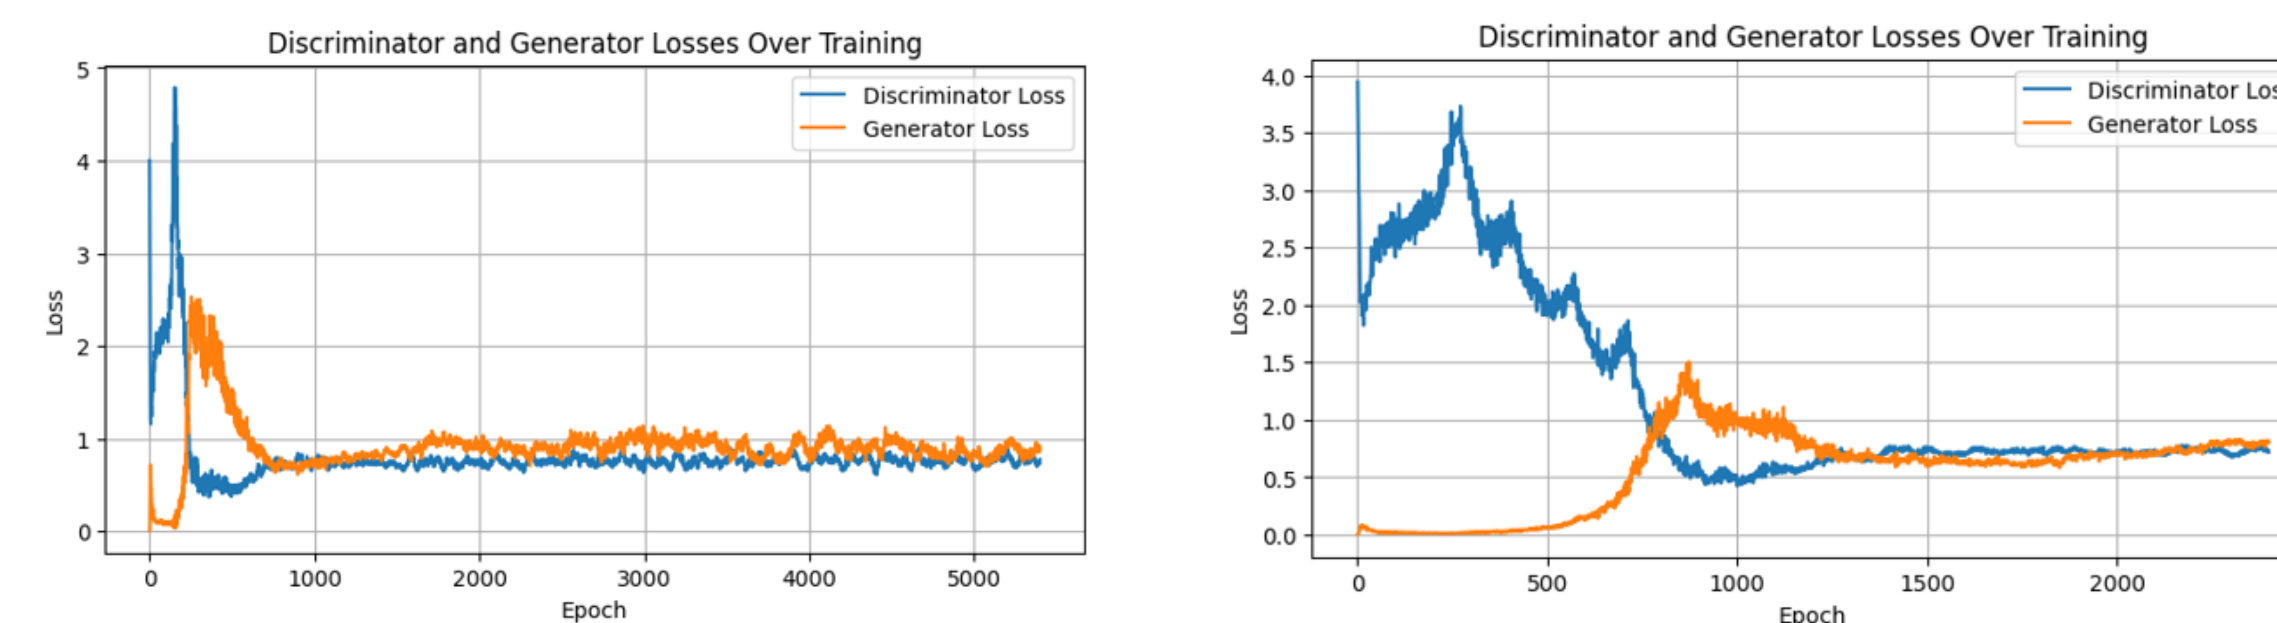 Discriminator and Generator Losses Over Training
5
4
3
2
1
0
Loss
Discriminator Loss
Generator Loss
0 1000 2000 3000 4000 5000
Epoch
Discriminator and Generator Losses Over Training
4.0
3.5
3.0
2.5
2.0
1.5
1.0
0.5
0.0
Loss
Discriminator Los
Generator Loss
0 500 1000 1500 2000
Epoch